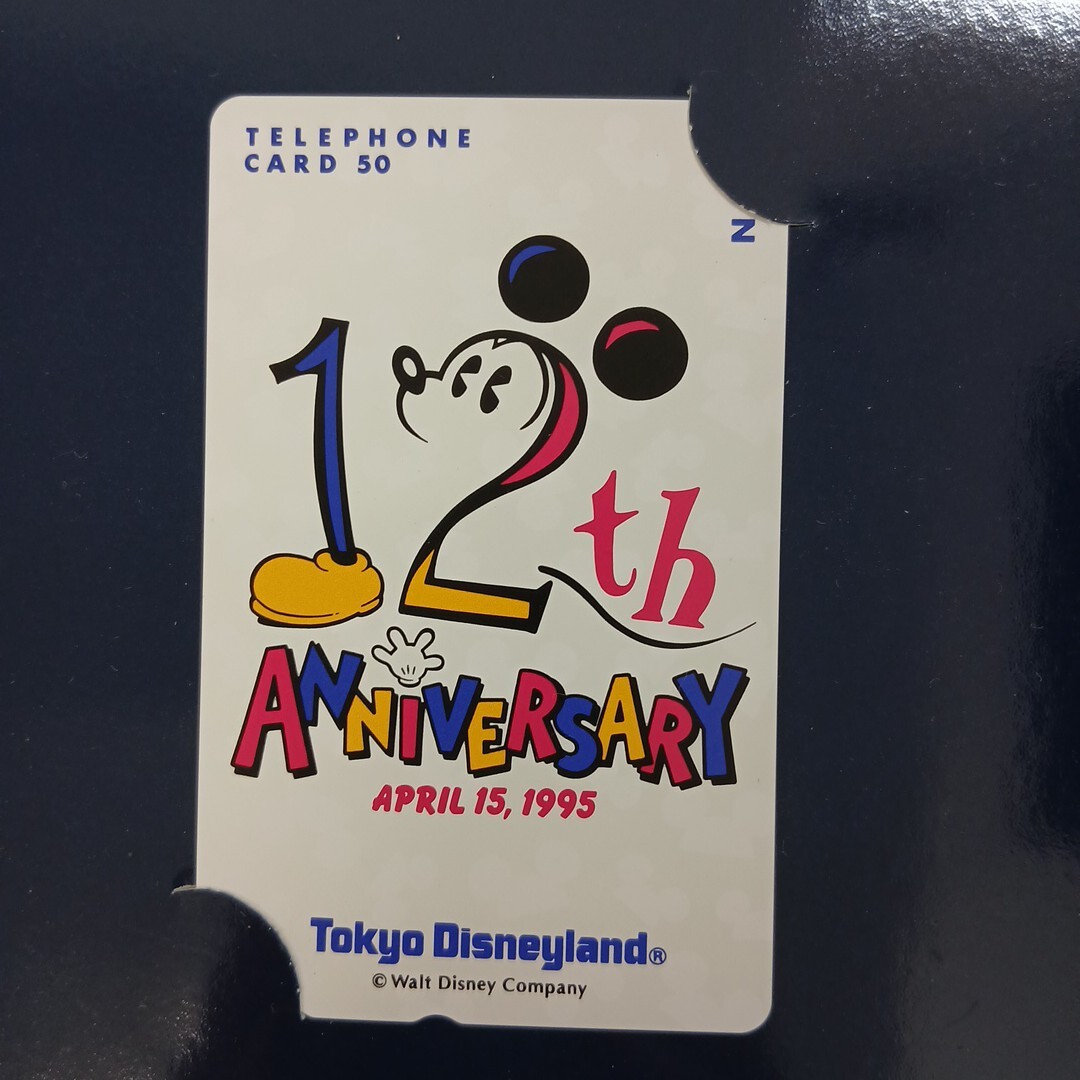 TELEPHONE
CARD 50
N
12th
ANNIVERSARY
APRIL 15, 1995
Tokyo Disneyland®
© Walt Disney Company